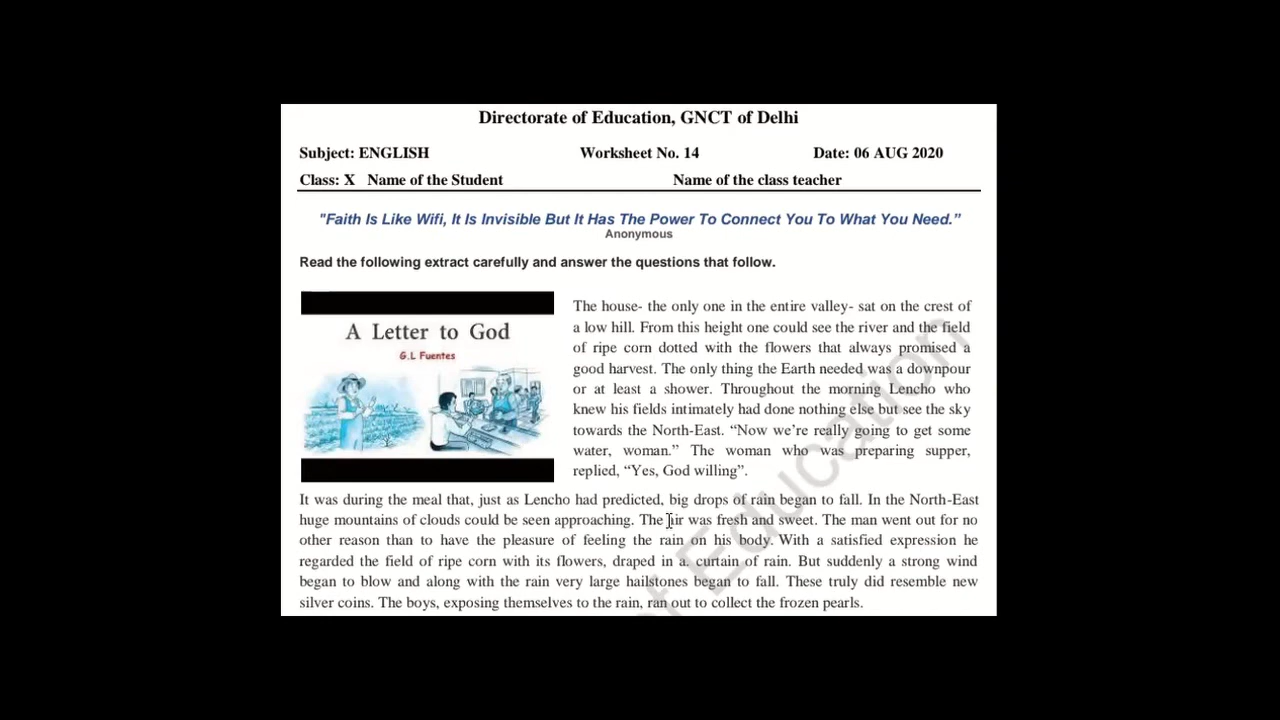 Directorate of Education, GNCT of Delhi
Subject: ENGLISH Worksheet No. 14 Date: 06 AUG 2020
Class: X Name of the Student Name of the class teacher
"Faith Is Like Wifi, It Is Invisible But It Has The Power To Connect You To What You Need.”
Anonymous
Read the following extract carefully and answer the questions that follow.
A Letter to God
G.L Fuentes
The house- the only one in the entire valley- sat on the crest of
a low hill. From this height one could see the river and the field
of ripe corn dotted with the flowers that always promised a
good harvest. The only thing the Earth needed was a downpour
or at least a shower. Throughout the morning Lencho who
knew his fields intimately had done nothing else but see the sky
towards the North-East. “Now we’re really going to get some
water, woman.” The woman who was preparing supper,
replied, “Yes, God willing”.
It was during the meal that, just as Lencho had predicted, big drops of rain began to fall. In the North-East
huge mountains of clouds could be seen approaching. The air was fresh and sweet. The man went out for no
other reason than to have the pleasure of feeling the rain on his body. With a satisfied expression he
regarded the field of ripe corn with its flowers, draped in a. curtain of rain. But suddenly a strong wind
began to blow and along with the rain very large hailstones began to fall. These truly did resemble new
silver coins. The boys, exposing themselves to the rain, ran out to collect the frozen pearls.
of Education